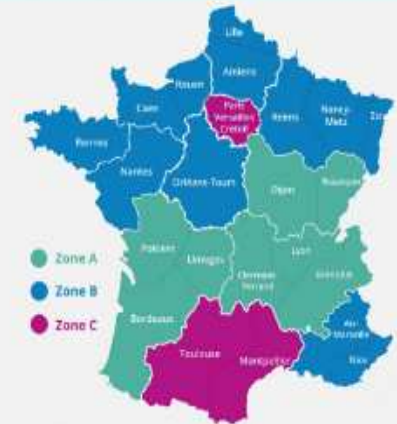 Lille
Amiens
Rouen
Caen
Paris
Versailles
Créteil
Reims
Nancy-
Metz
Rennes
Nantes
Orléans-Tours
Dijon
Besançon
Zone A
Zone B
Zone C
Poitiers
Limoges
Clermont
Ferrand
Lyon
Grenoble
Bordeaux
Aix-
Marseille
Nice
Toulouse
Montpellier